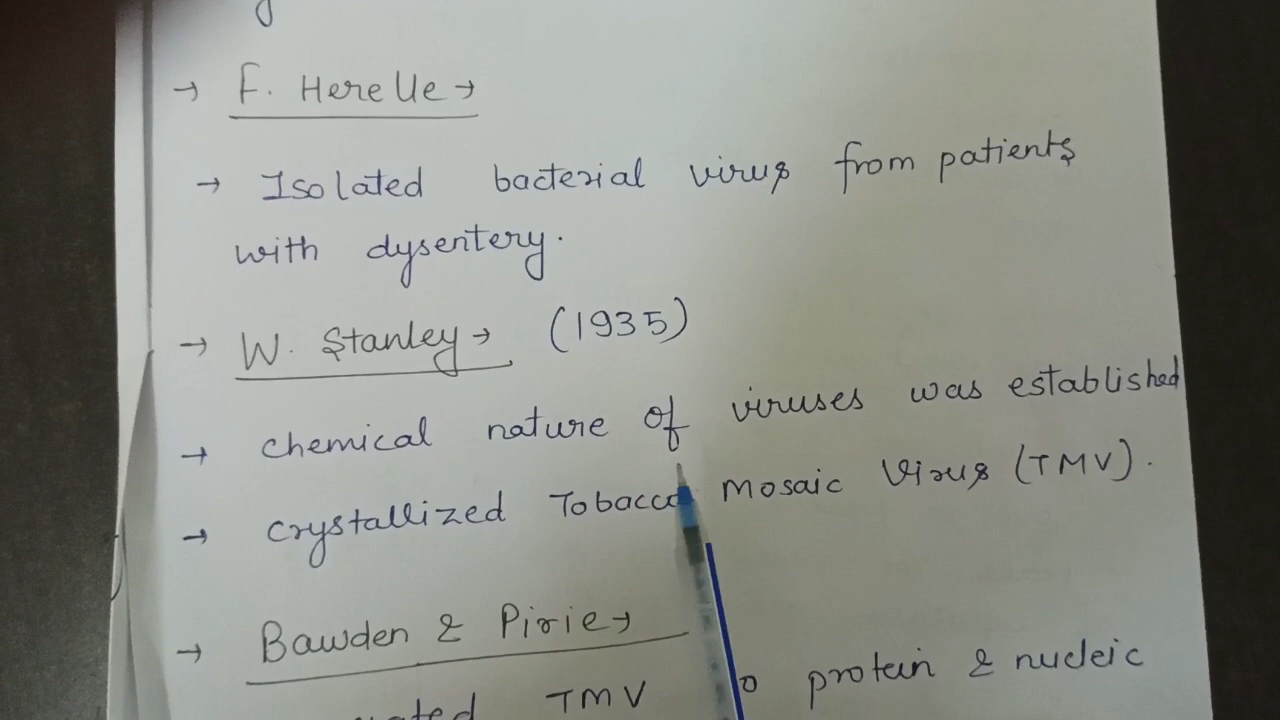 → F. Herelle →
→ Isolated bacterial virus from patients
with dysentery.
→ W. Stanley → (1935)
→ chemical nature of viruses was established
→ crystallized Tobacco Mosaic Virus (TMV).
→ Bawden & Pirie →
TMV protein & nucleic